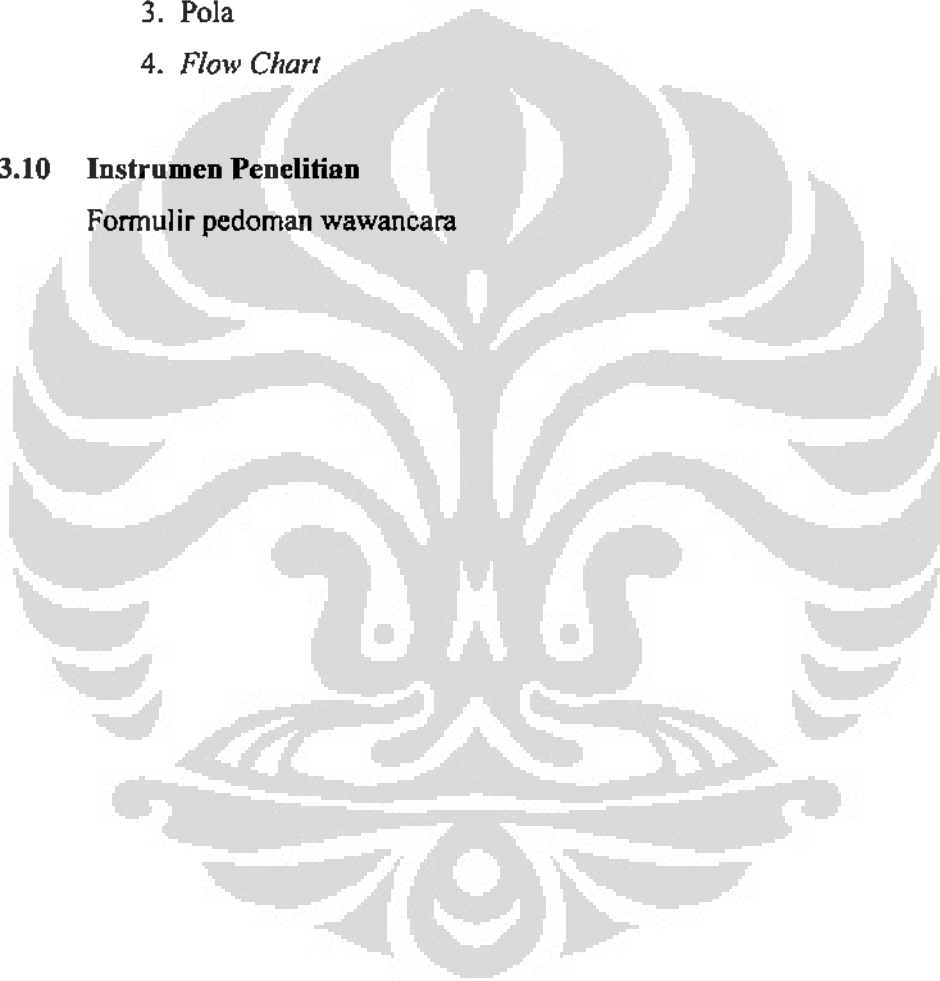 3. Pola
4. Flow Chart
3.10 Instrumen Penelitian
Formulir pedoman wawancara